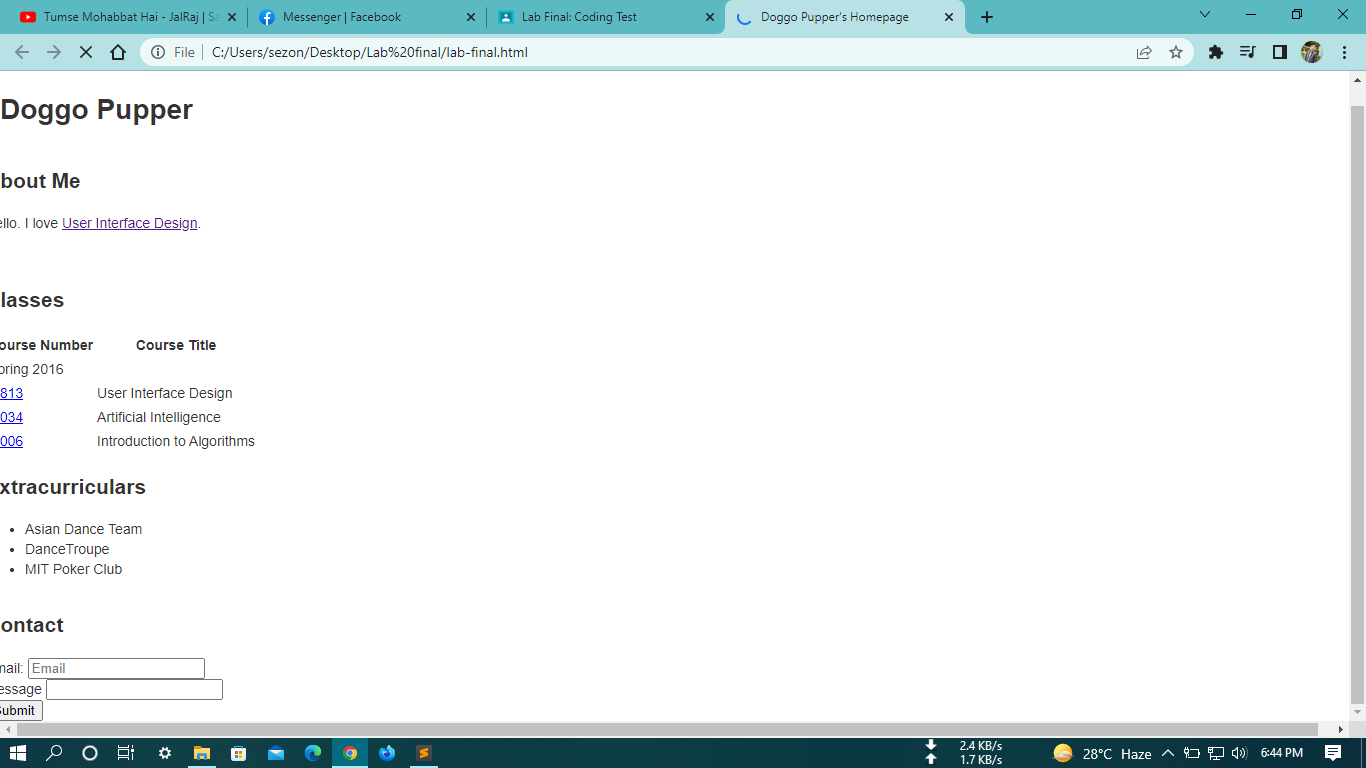 Tumse Mohabbat Hai - JalRaj | Sa
Messenger | Facebook
Lab Final: Coding Test
Doggo Pupper's Homepage
File
C:/Users/sezon/Desktop/Lab%20final/lab-final.html
Doggo Pupper
bout Me
ello. I love User Interface Design.
lasses
ourse Number Course Title
pring 2016
813 User Interface Design
034 Artificial Intelligence
006 Introduction to Algorithms
xtracurriculars
• Asian Dance Team
• DanceTroupe
• MIT Poker Club
ontact
mail: Email
essage
Submit
2.4 KB/s
1.7 KB/s
28°C Haze
6:44 PM